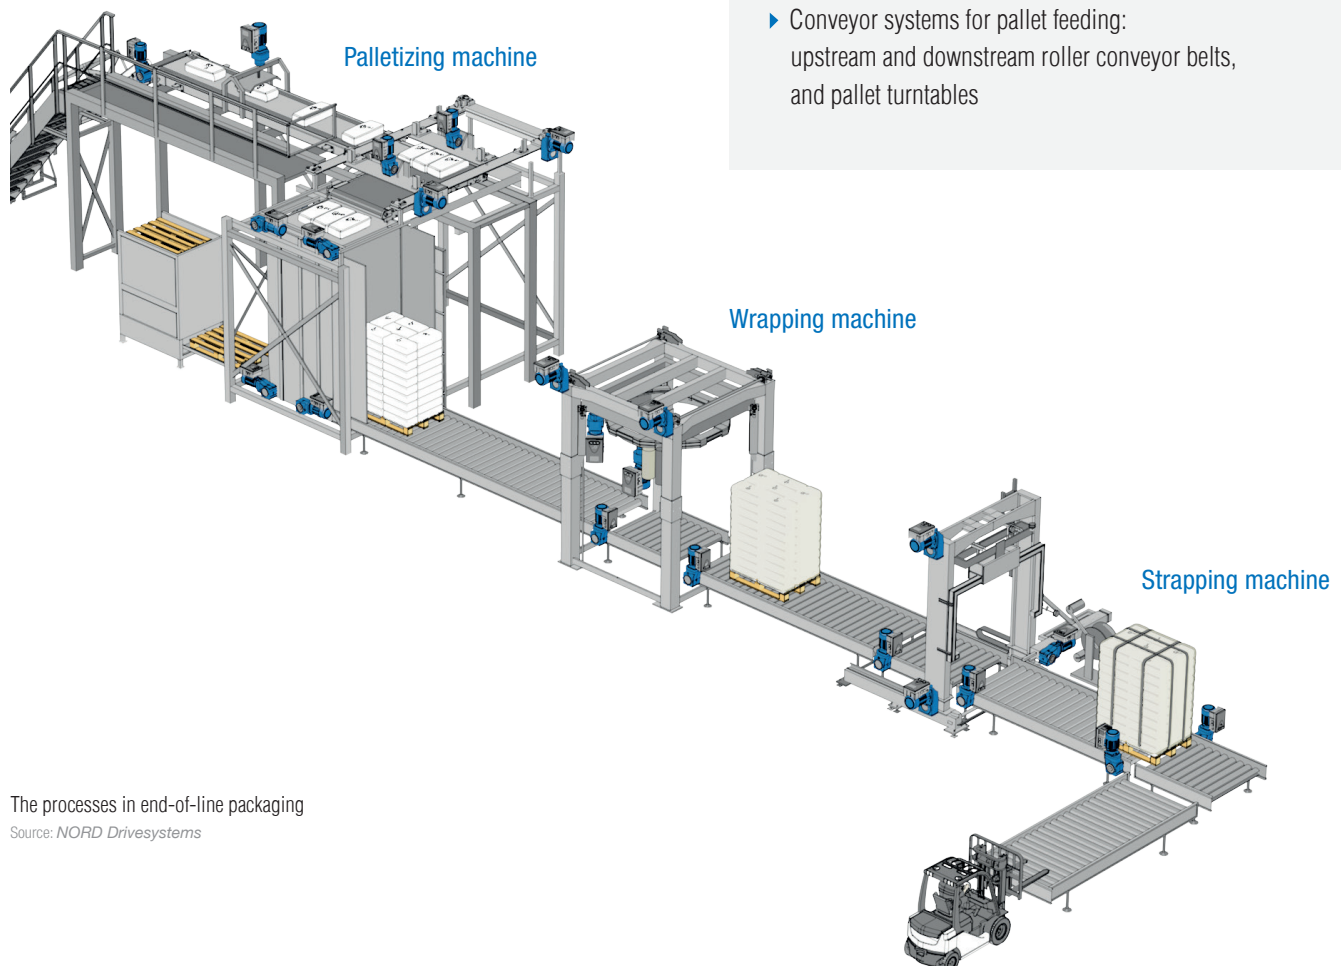 Conveyor systems for pallet feeding:
upstream and downstream roller conveyor belts,
and pallet turntables
Palletizing machine
Wrapping machine
Strapping machine
The processes in end-of-line packaging
Source: NORD Drivesystems